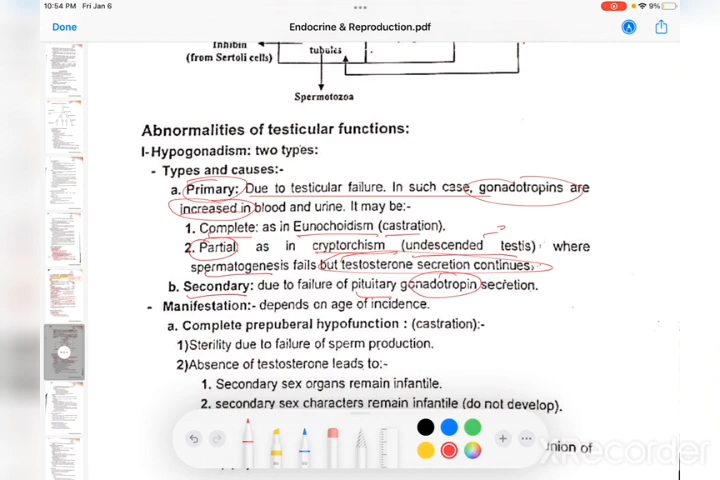 10:54 PM Fri Jan 6
9%
Done
Endocrine & Reproduction.pdf
Inhibin
(from Sertoli cells)
tubules
Spermotozoa
Abnormalities of testicular functions:
I-Hypogonadism: two types:
- Types and causes:-
a. Primary: Due to testicular failure. In such case, gonadotropins are
increased in blood and urine. It may be:-
1. Complete: as in Eunochoidism (castration).
2. Partial as in cryptorchism (undescended testis) where
spermatogenesis fails but testosterone secretion continues.
b. Secondary: due to failure of pituitary gonadotropin secretion.
- Manifestation:- depends on age of incidence.
a. Complete prepuberal hypofunction : (castration):-
1)Sterility due to failure of sperm production.
2)Absence of testosterone leads to:-
1. Secondary sex organs remain infantile.
2. secondary sex characters remain infantile (do not develop).
union of
XRecorder